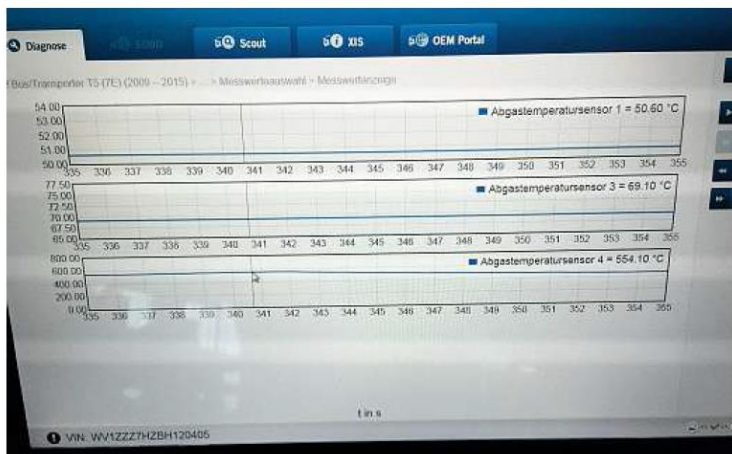 Diagnose
Scout
XIS
OEM Portal
Bus/Transporter T5 (7E) (2009 – 2015) > ... > Messwerteauswahl > Messwertanzeige
54.00
53.00
52.00
51.00
50.00
Abgastemperatursensor 1 = 50.60 °C
335 336 337 338 339 340 341 342 343 344 345 346 347 348 349 350 351 352 353 354 355
77.50
75.00
72.50
70.00
67.50
65.00
Abgastemperatursensor 3 = 69.10 °C
335 336 337 338 339 340 341 342 343 344 345 346 347 348 349 350 351 352 353 354 355
800.00
600.00
400.00
200.00
0.00
Abgastemperatursensor 4 = 554.10 °C
335 336 337 338 339 340 341 342 343 344 345 346 347 348 349 350 351 352 353 354 355
t in s
VIN: WV1ZZZ7HZBH120405